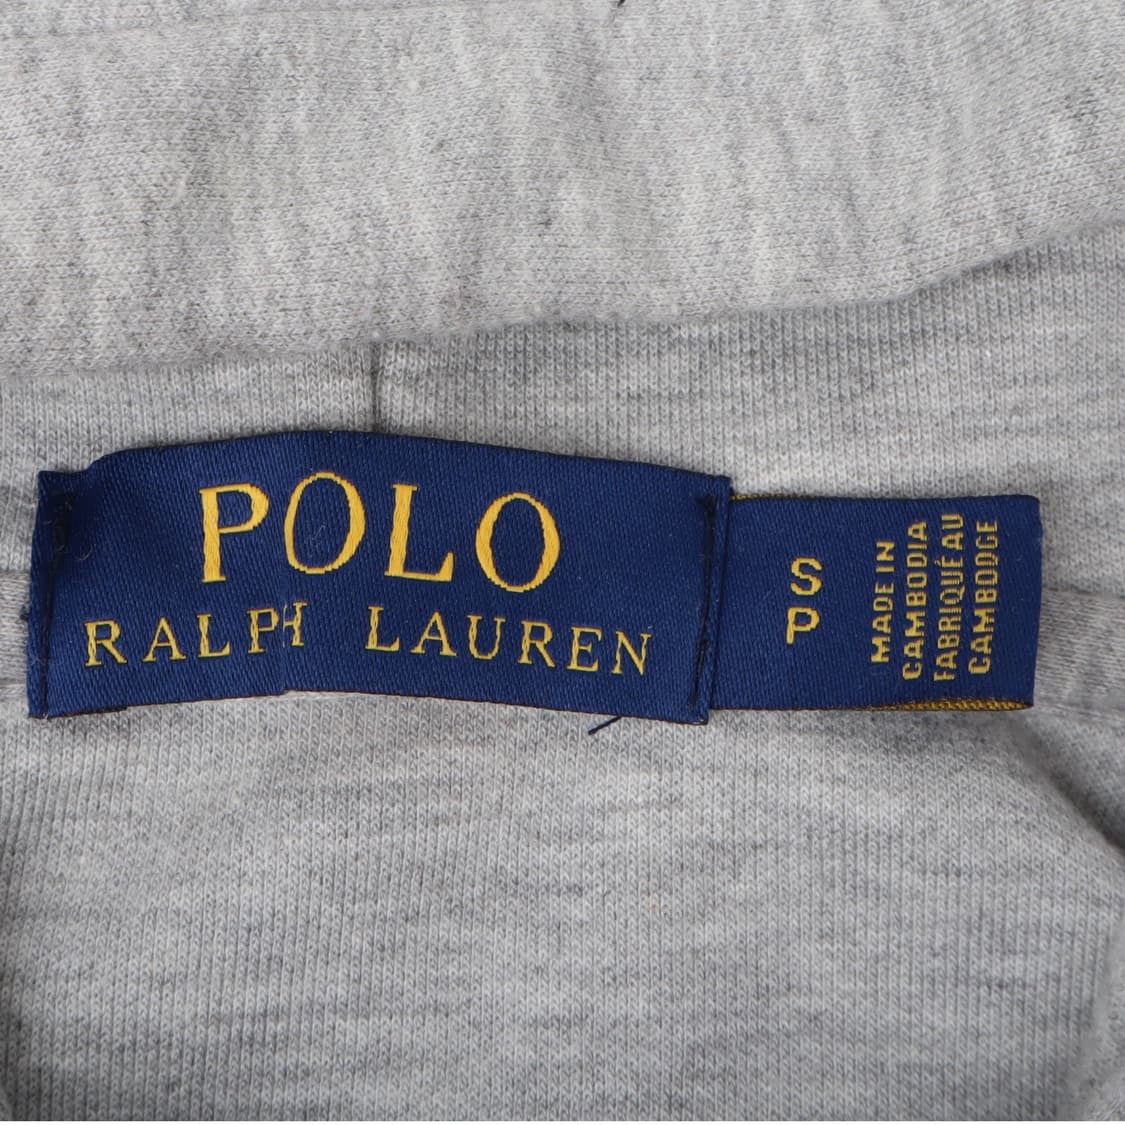 POLO
RALPH LAUREN
S
P
MADE IN
CAMBODIA
FABRIQUÉ AU
CAMBODGE